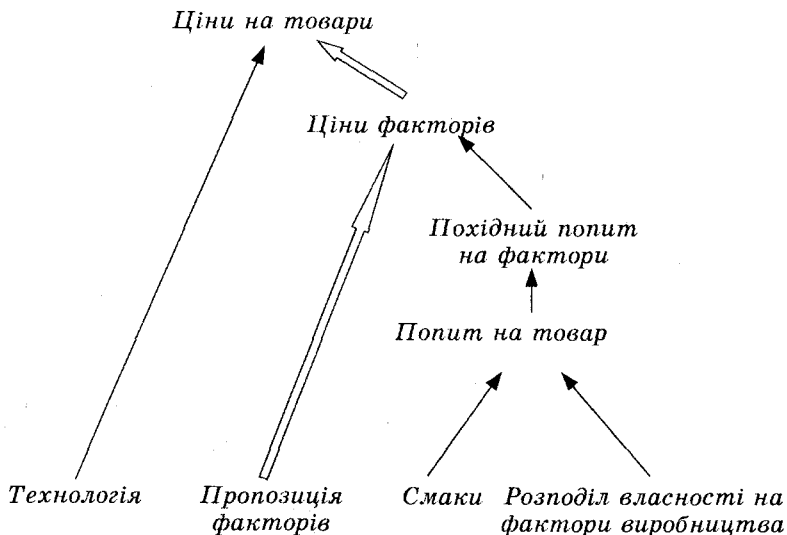 Ціни на товари
Ціни факторів
Похідний попит
на фактори
Попит на товар
Технологія
Пропозиція
факторів
Смаки
Розподіл власності на
фактори виробництва